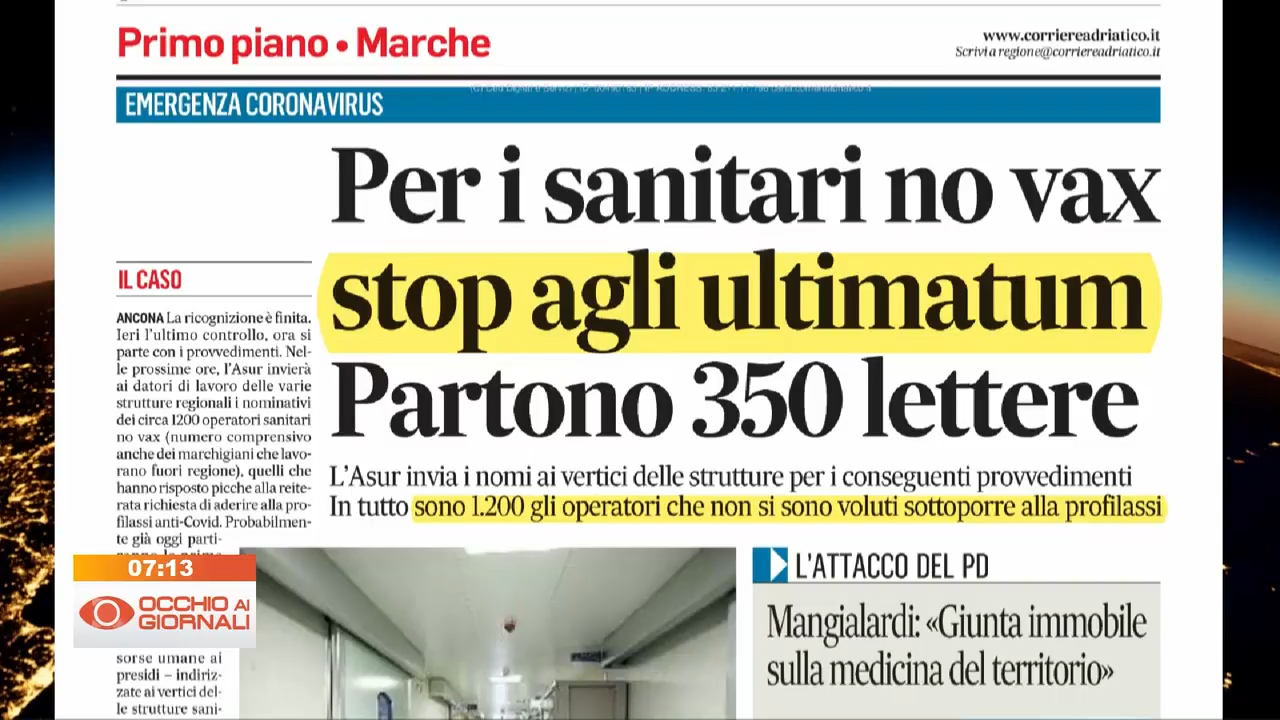 Primo piano • Marche
www.corriereadriatico.it
Scrivi a regione@corriereadriatico.it
EMERGENZA CORONAVIRUS
Per i sanitari no vax
stop agli ultimatum
Partono 350 lettere
L'Asur invia i nomi ai vertici delle strutture per i conseguenti provvedimenti
In tutto sono 1.200 gli operatori che non si sono voluti sottoporre alla profilassi
IL CASO
ANCONA La ricognizione è finita.
Ieri l'ultimo controllo, ora si
parte con i provvedimenti. Nel-
le prossime ore, l'Asur invierà
ai datori di lavoro delle varie
strutture regionali i nominativi
dei circa 1200 operatori sanitari
no vax (numero comprensivo
anche dei marchigiani che lavo-
rano fuori regione), quelli che
hanno risposto picche alla reite-
rata richiesta di aderire alla pro-
filassi anti-Covid. Probabilmen-
te già oggi parti-
07:13
OCCHIO AI
GIORNALI
sorse umane ai
presidi – indiriz-
zate ai vertici del-
le strutture sani-
L'ATTACCO DEL PD
Mangialardi: «Giunta immobile
sulla medicina del territorio»